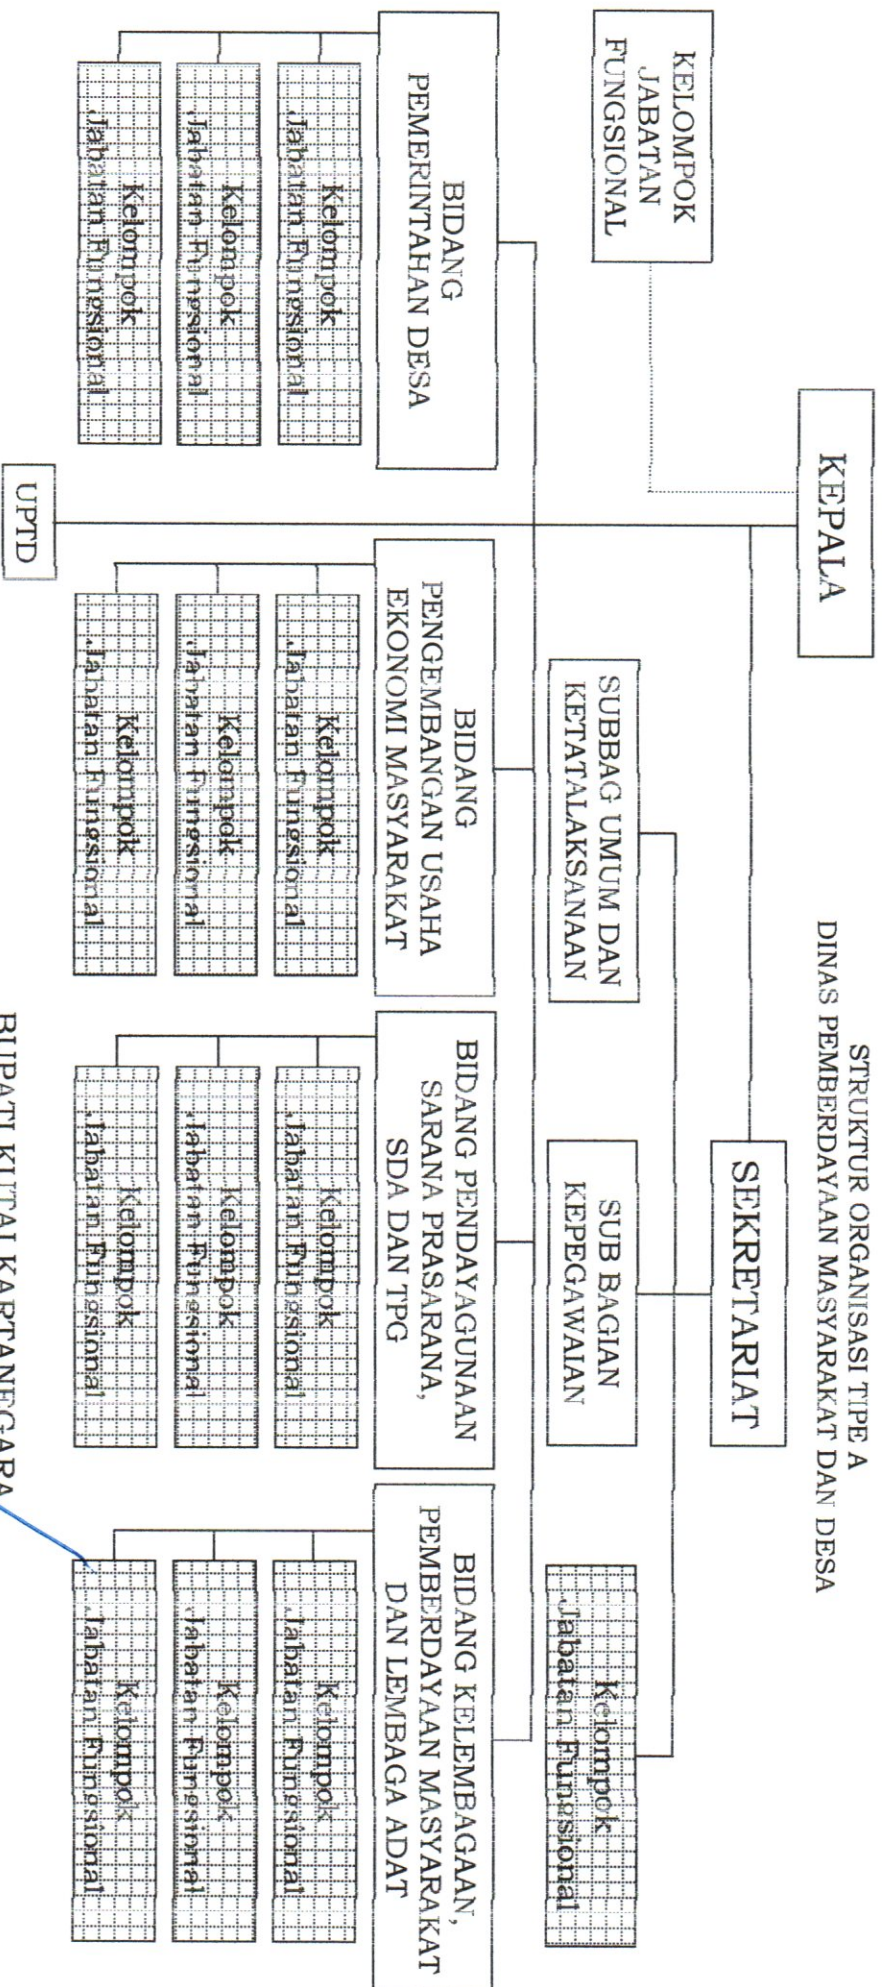 STRUKTUR ORGANISASI TIPE A
DINAS PEMBERDAYAAN MASYARAKAT DAN DESA
KEPALA
KELOMPOK
JABATAN
FUNGSIONAL
SEKRETARIAT
SUBBAG UMUM DAN
KETATALAKSANAAN
SUB BAGIAN
KEPEGAWAIAN
Kelompok
Jabatan Fungsional
BIDANG
PEMERINTAHAN DESA
Kelompok
Jabatan Fungsional
Kelompok
Jabatan Fungsional
Kelompok
Jabatan Fungsional
BIDANG
PENGEMBANGAN USAHA
EKONOMI MASYARAKAT
Kelompok
Jabatan Fungsional
Kelompok
Jabatan Fungsional
Kelompok
Jabatan Fungsional
BIDANG PENDAYAGUNAAN
SARANA PRASARANA,
SDA DAN TPG
Kelompok
Jabatan Fungsional
Kelompok
Jabatan Fungsional
Kelompok
Jabatan Fungsional
BIDANG KELEMBAGAAN,
PEMBERDAYAAN MASYARAKAT
DAN LEMBAGA ADAT
Kelompok
Jabatan Fungsional
Kelompok
Jabatan Fungsional
Kelompok
Jabatan Fungsional
UPTD
BUPATI KUTAI KARTANEGARA